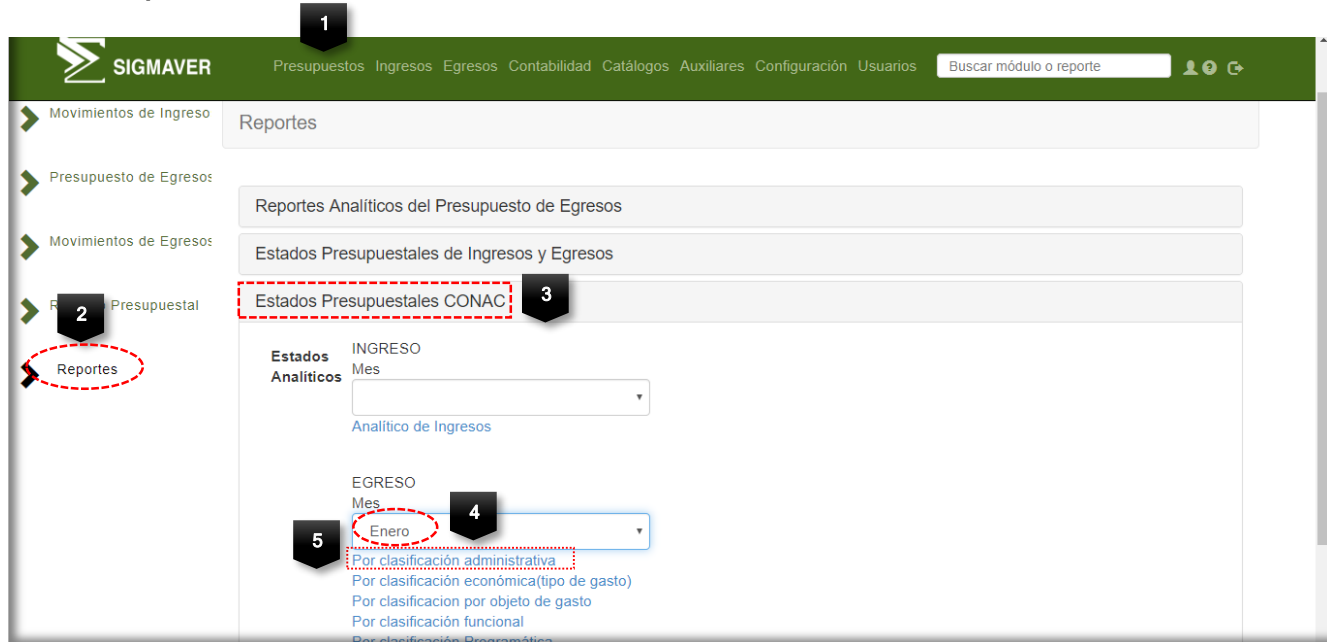 1
SIGMAVER
Presupuestos Ingresos Egresos Contabilidad Catálogos Auxiliares Configuración Usuarios Buscar módulo o reporte
Movimientos de Ingreso
Reportes
Presupuesto de Egresos
Reportes Analíticos del Presupuesto de Egresos
Movimientos de Egresos
Estados Presupuestales de Ingresos y Egresos
Estados Presupuestales CONAC 3
2 Presupuestal
Reportes
Estados Analíticos
INGRESO
Mes
Analítico de Ingresos
EGRESO
Mes
4
Enero
5
Por clasificación administrativa
Por clasificación económica(tipo de gasto)
Por clasificacion por objeto de gasto
Por clasificación funcional
Por clasificación Programática